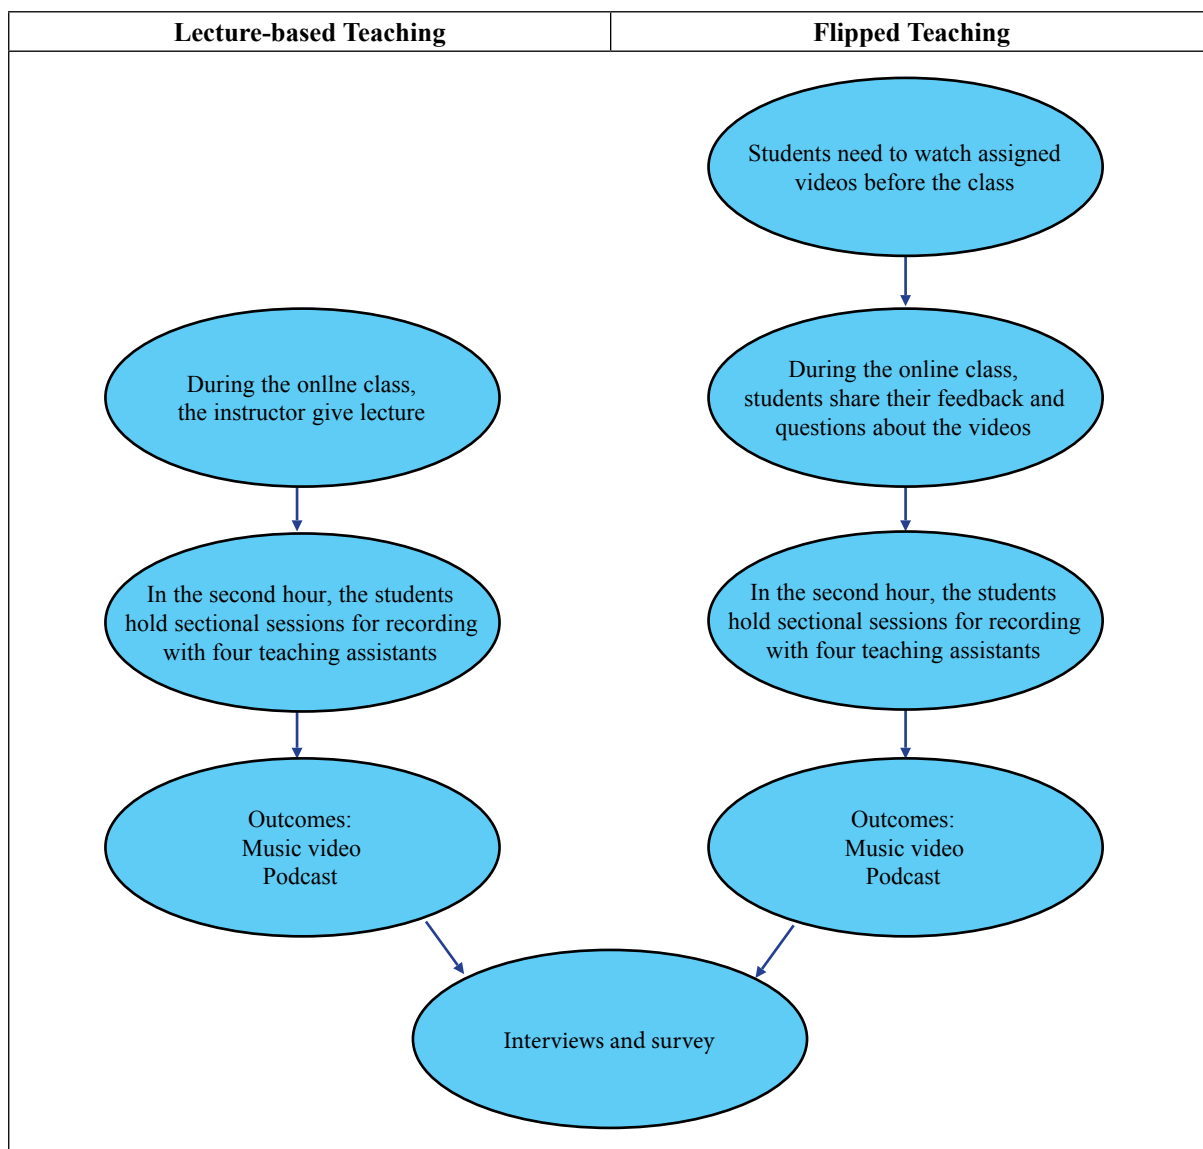 Lecture-based Teaching
Flipped Teaching
Students need to watch assigned
videos before the class
During the onllne class,
the instructor give lecture
During the online class,
students share their feedback and
questions about the videos
In the second hour, the students
hold sectional sessions for recording
with four teaching assistants
In the second hour, the students
hold sectional sessions for recording
with four teaching assistants
Outcomes:
Music video
Podcast
Outcomes:
Music video
Podcast
Interviews and survey